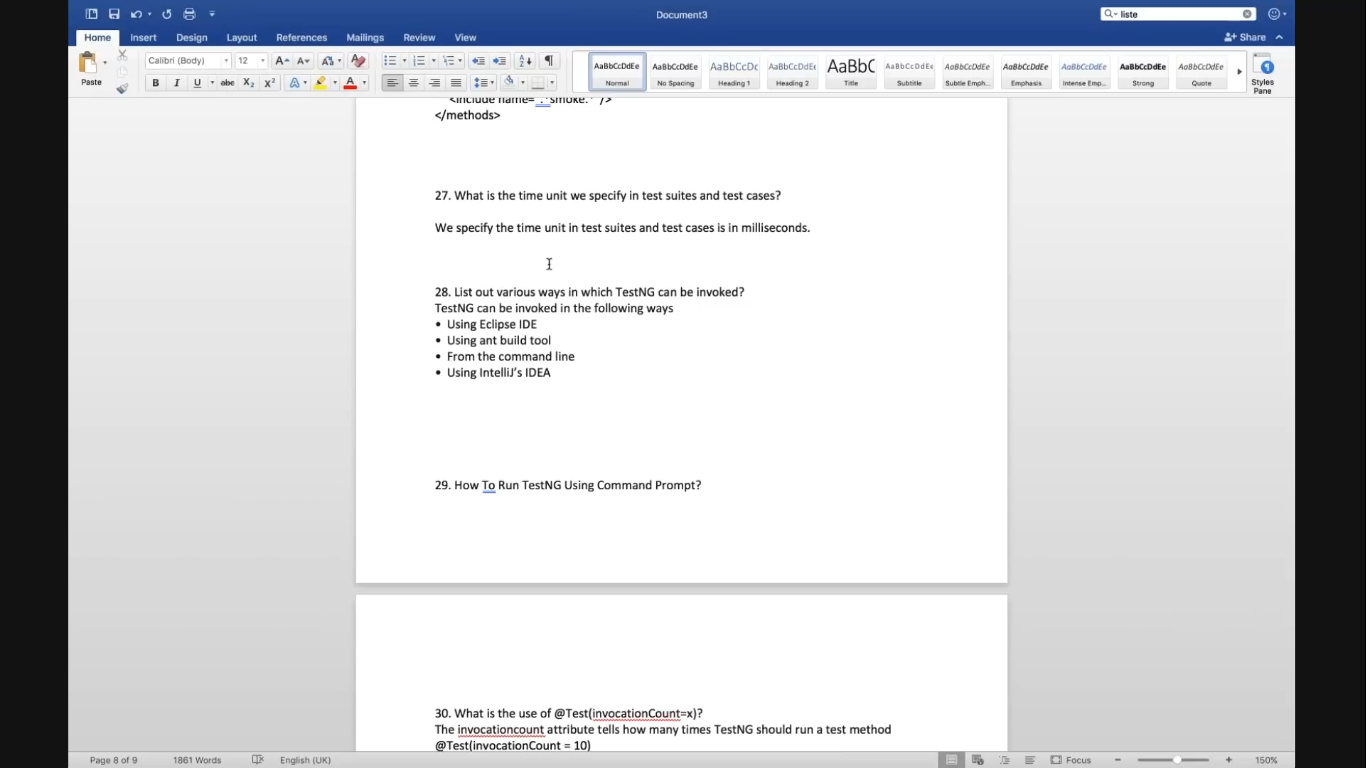 Document3
liste
Home Insert Design Layout References Mailings Review View
Share
Paste
Calibri (Body) 12
AaBbCcDdEe AaBbCcDdEe AaBbCcDc AaBbCcDdEe AaBbC AaBbCcDdEe AaBbCcDdEe AaBbCcDdEe AaBbCcDdEe AaBbCcDdEe AaBbCcDdEe
Normal No Spacing Heading 1 Heading 2 Title Subtitle Subtle Emph... Emphasis Intense Emp... Strong Quote
Styles
Pane
<include name=".*smoke.*"/>
</methods>
27. What is the time unit we specify in test suites and test cases?
We specify the time unit in test suites and test cases is in milliseconds.
28. List out various ways in which TestNG can be invoked?
TestNG can be invoked in the following ways
• Using Eclipse IDE
• Using ant build tool
• From the command line
• Using IntelliJ's IDEA
29. How To Run TestNG Using Command Prompt?
30. What is the use of @Test(invocationCount=x)?
The invocationcount attribute tells how many times TestNG should run a test method
@Test(invocationCount = 10)
Page 8 of 9 1861 Words English (UK) Focus 150%